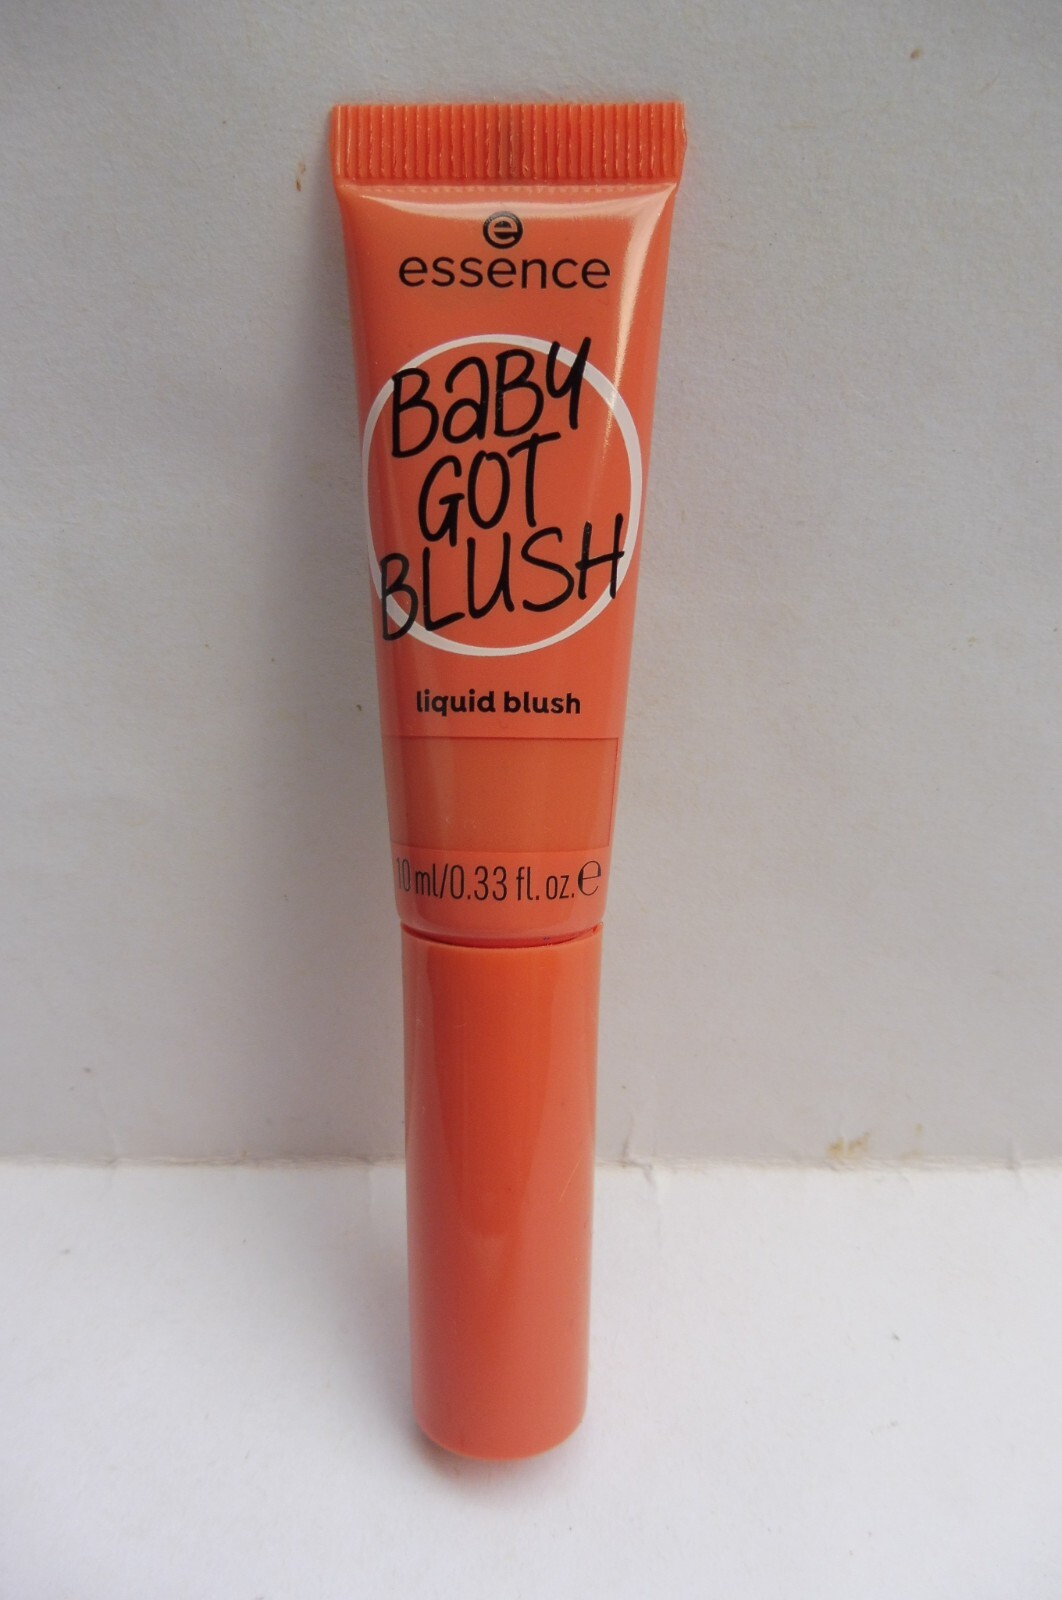 e
essence
BaBY
GOT
BLUSH
liquid blush
10 ml/0.33 fl. oz. ℮